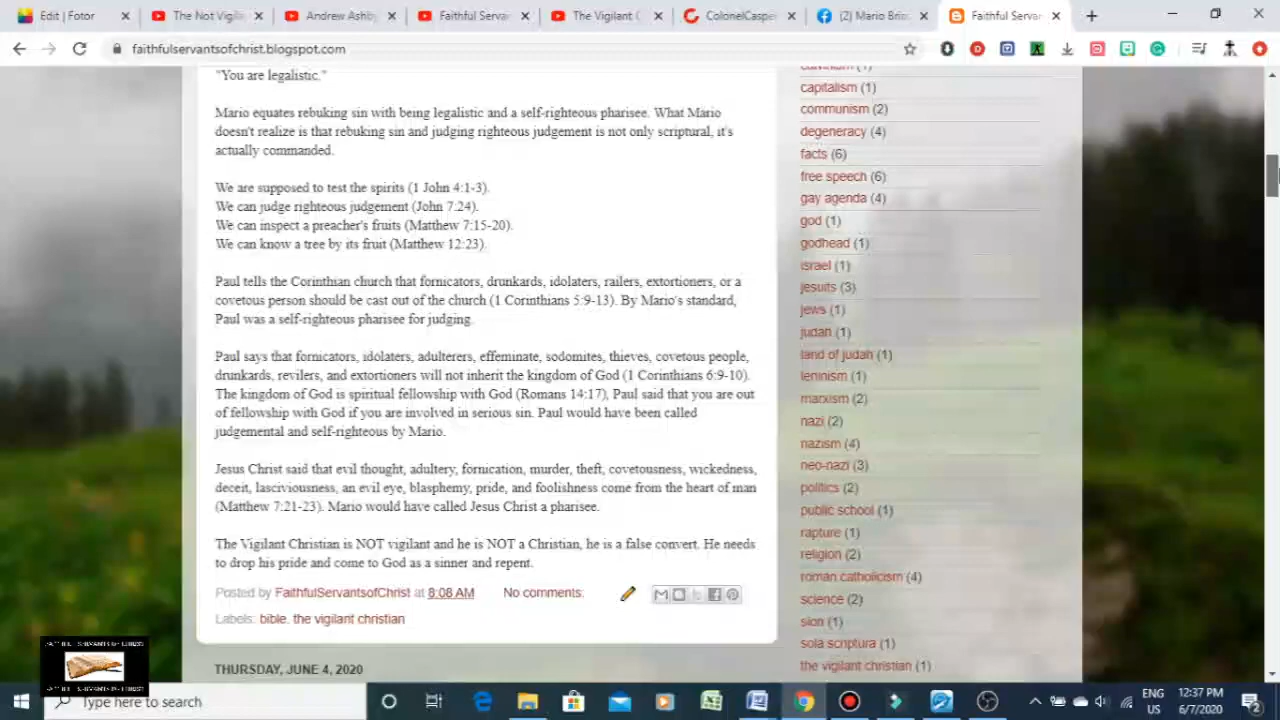 Edit | Fotor
The Not Vigila
Andrew Ashby
Faithful Servan
The Vigilant C
ColonelCasper
(2) Mario Bris
Faithful Servan
faithfulservantsofchrist.blogspot.com
"You are legalistic."
Mario equates rebuking sin with being legalistic and a self-righteous pharisee. What Mario
doesn't realize is that rebuking sin and judging righteous judgement is not only scriptural, it's
actually commanded.
We are supposed to test the spirits (1 John 4:1-3).
We can judge righteous judgement (John 7:24).
We can inspect a preacher's fruits (Matthew 7:15-20).
We can know a tree by its fruit (Matthew 12:23).
Paul tells the Corinthian church that fornicators, drunkards, idolaters, railers, extortioners, or a
covetous person should be cast out of the church (1 Corinthians 5:9-13). By Mario's standard,
Paul was a self-righteous pharisee for judging.
Paul says that fornicators, idolaters, adulterers, effeminate, sodomites, thieves, covetous people,
drunkards, revilers, and extortioners will not inherit the kingdom of God (1 Corinthians 6:9-10).
The kingdom of God is spiritual fellowship with God (Romans 14:17), Paul said that you are out
of fellowship with God if you are involved in serious sin. Paul would have been called
judgemental and self-righteous by Mario.
Jesus Christ said that evil thought, adultery, fornication, murder, theft, covetousness, wickedness,
deceit, lasciviousness, an evil eye, blasphemy, pride, and foolishness come from the heart of man
(Matthew 7:21-23). Mario would have called Jesus Christ a pharisee.
The Vigilant Christian is NOT vigilant and he is NOT a Christian, he is a false convert. He needs
to drop his pride and come to God as a sinner and repent.
Posted by FaithfulServantsofChrist at 8:08 AM No comments:
Labels: bible, the vigilant christian
THURSDAY, JUNE 4, 2020
calvinism (1)
capitalism (1)
communism (2)
degeneracy (4)
facts (6)
free speech (6)
gay agenda (4)
god (1)
godhead (1)
israel (1)
jesuits (3)
jews (1)
judah (1)
land of judah (1)
leninism (1)
marxism (2)
nazi (2)
nazism (4)
neo-nazi (3)
politics (2)
public school (1)
rapture (1)
religion (2)
roman catholicism (4)
science (2)
sion (1)
sola scriptura (1)
the vigilant christian (1)
Type here to search
ENG
US
12:37 PM
6/7/2020
2